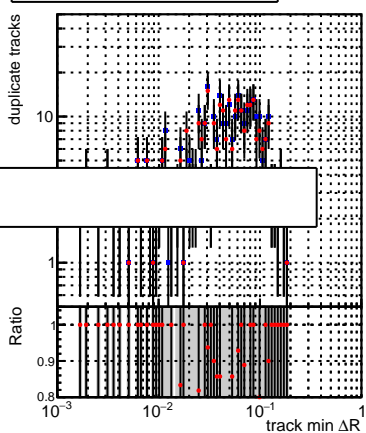 duplicate tracks
10
1
Ratio
1
0.9
0.8
10⁻³ 10⁻² 10⁻¹ 1
track min ΔR